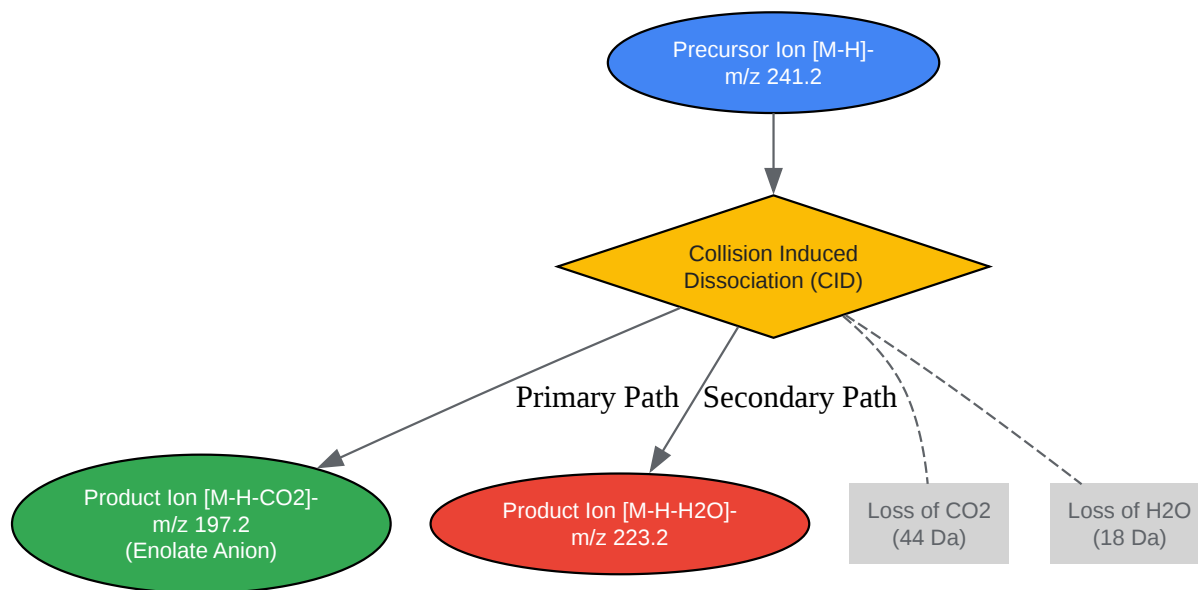 Precursor Ion [M-H]-
m/z 241.2
Collision Induced
Dissociation (CID)
Primary Path
Secondary Path
Product Ion [M-H-CO2]-
m/z 197.2
(Enolate Anion)
Product Ion [M-H-H2O]-
m/z 223.2
Loss of CO2
(44 Da)
Loss of H2O
(18 Da)